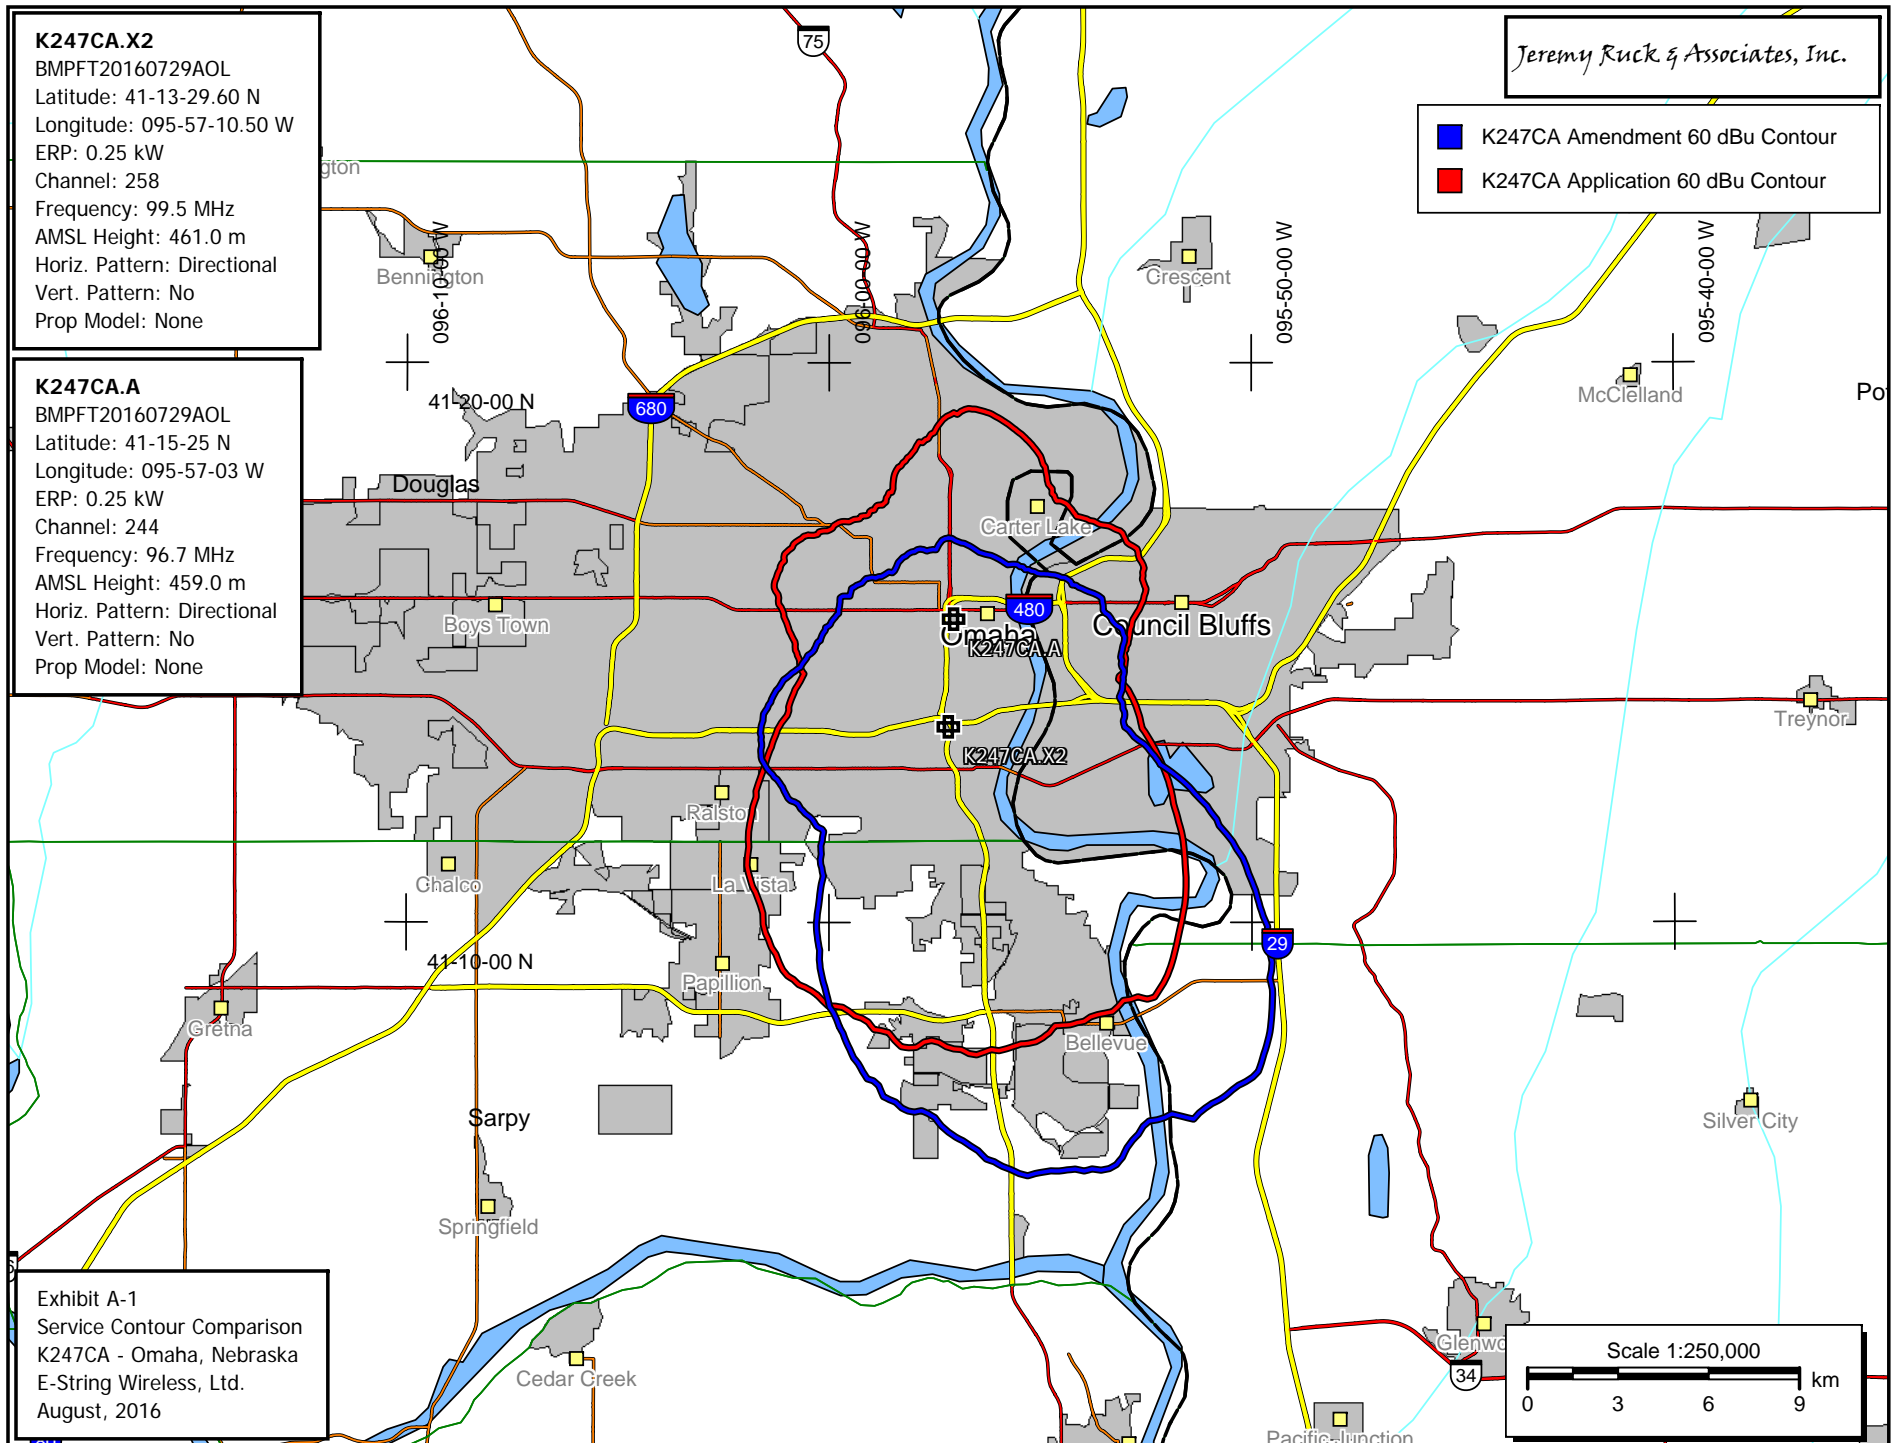 K247CA.X2
BMPFT20160729AOL
Latitude: 41-13-29.60 N
Longitude: 095-57-10.50 W
ERP: 0.25 kW
Channel: 258
Frequency: 99.5 MHz
AMSL Height: 461.0 m
Horiz. Pattern: Directional
Vert. Pattern: No
Prop Model: None
K247CA.A
BMPFT20160729AOL
Latitude: 41-15-25 N
Longitude: 095-57-03 W
ERP: 0.25 kW
Channel: 244
Frequency: 96.7 MHz
AMSL Height: 459.0 m
Horiz. Pattern: Directional
Vert. Pattern: No
Prop Model: None
Jeremy Ruck & Associates, Inc.
K247CA Amendment 60 dBu Contour
K247CA Application 60 dBu Contour
75
gton
Bennington
096-10-00 W
096-00-00 W
Crescent
095-50-00 W
095-40-00 W
McClelland
Po
41-20-00 N
680
Douglas
Carter Lake
Boys Town
480
Omaha
Council Bluffs
K247CA.A
K247CA.X2
Treynor
Ralston
Chalco
La Vista
41-10-00 N
Papillion
29
Gretna
Bellevue
Sarpy
Silver City
Springfield
Cedar Creek
Glenwo
34
Pacific Junction
Exhibit A-1
Service Contour Comparison
K247CA - Omaha, Nebraska
E-String Wireless, Ltd.
August, 2016
Scale 1:250,000
km
0 3 6 9